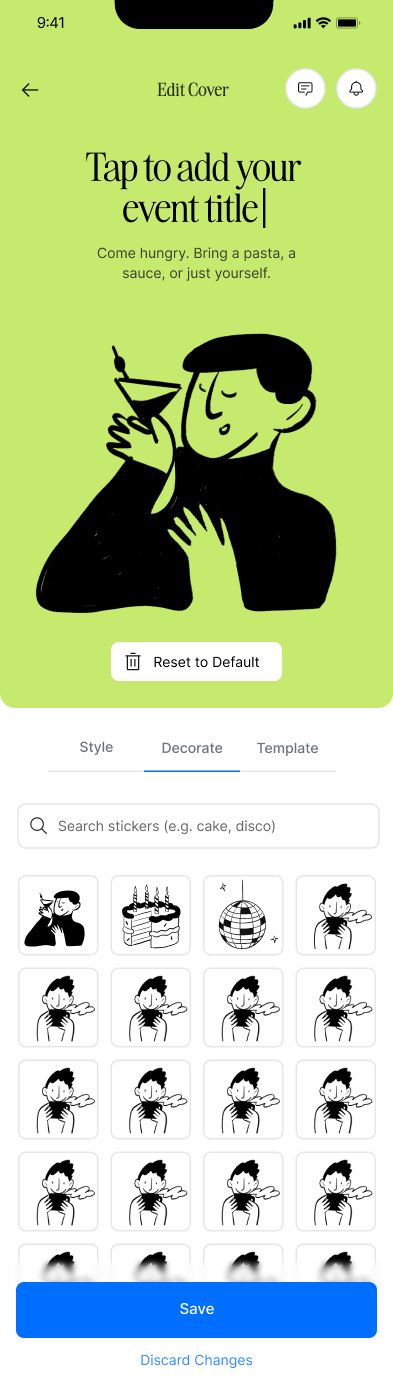 9:41
Edit Cover
Tap to add your
event title
Come hungry. Bring a pasta, a
sauce, or just yourself.
Reset to Default
Style
Decorate
Template
Search stickers (e.g. cake, disco)
Save
Discard Changes